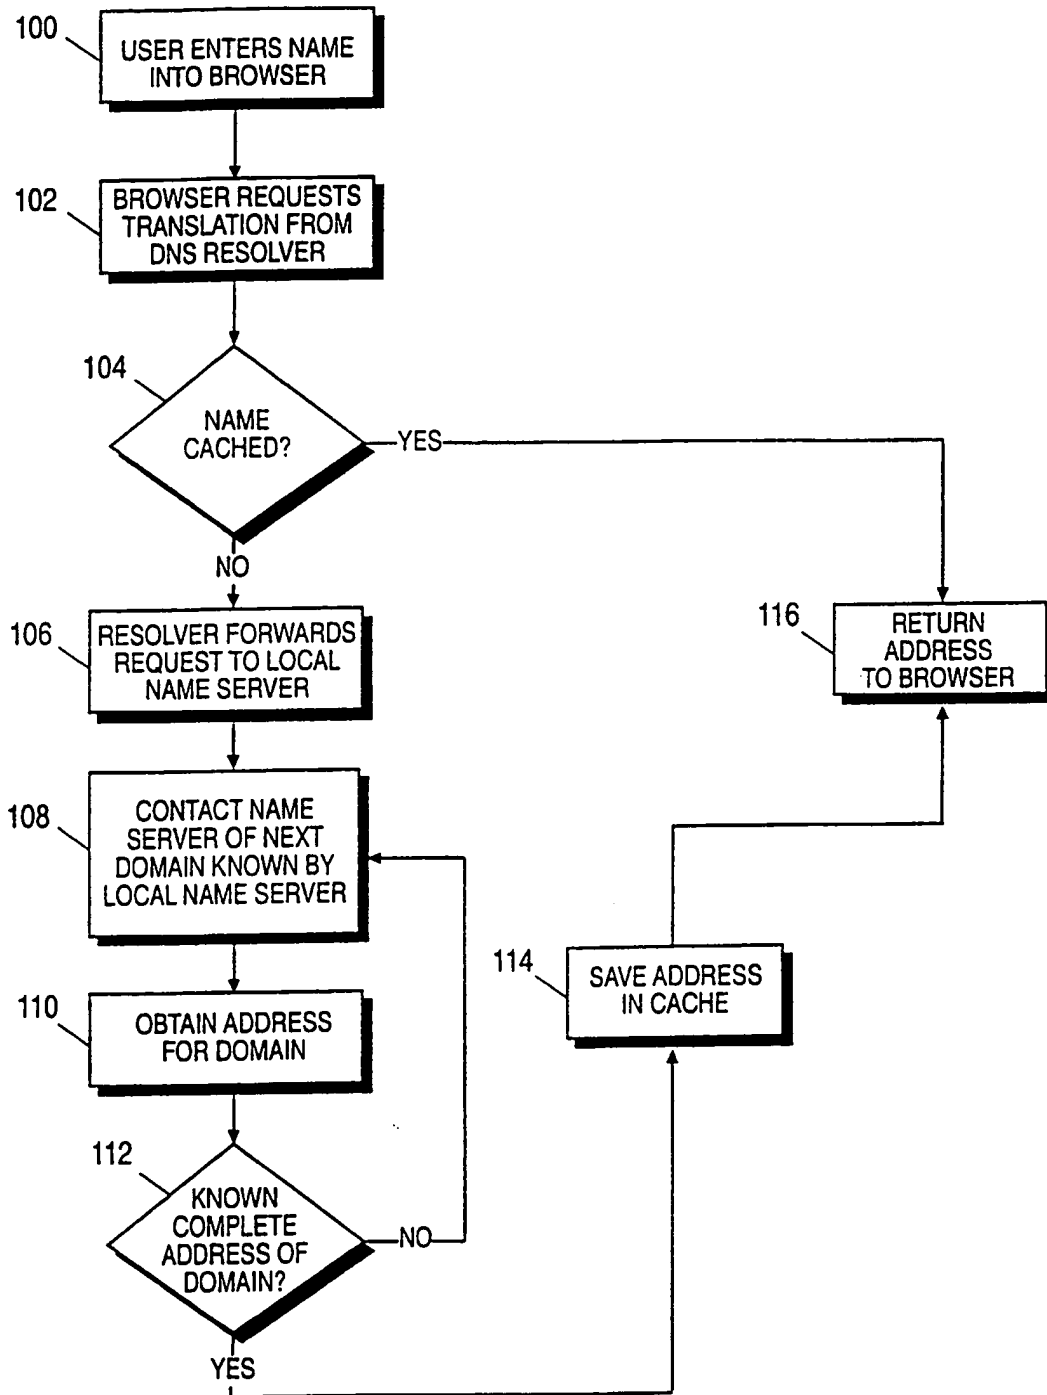 100
USER ENTERS NAME
INTO BROWSER
102
BROWSER REQUESTS
TRANSLATION FROM
DNS RESOLVER
104
NAME
CACHED?
YES
NO
106
RESOLVER FORWARDS
REQUEST TO LOCAL
NAME SERVER
116
RETURN
ADDRESS
TO BROWSER
108
CONTACT NAME
SERVER OF NEXT
DOMAIN KNOWN BY
LOCAL NAME SERVER
114
SAVE ADDRESS
IN CACHE
110
OBTAIN ADDRESS
FOR DOMAIN
112
KNOWN
COMPLETE
ADDRESS OF
DOMAIN?
NO
YES